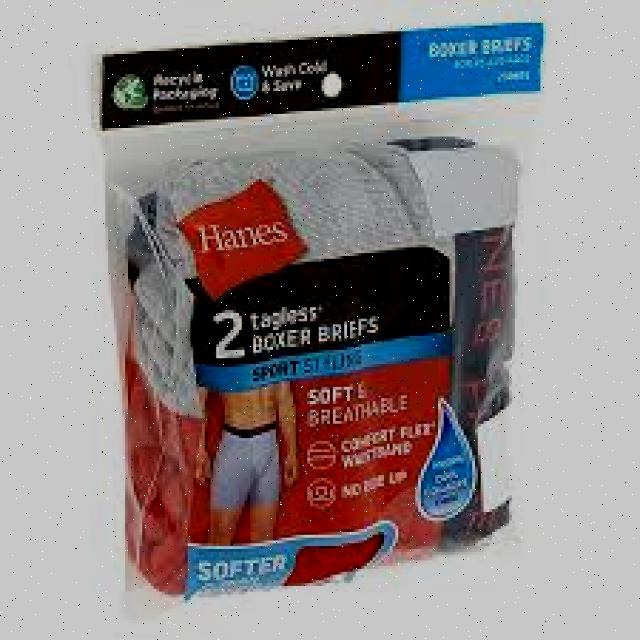 Recycle
Packaging
Wash Cold
& Save
BOXER BRIEFS
Hanes
2 tagless
BOXER BRIEFS
SPORT STYLING
SOFT &
BREATHABLE
COMFORT FLEX
WAISTBAND
NO RIDE UP
SOFTER